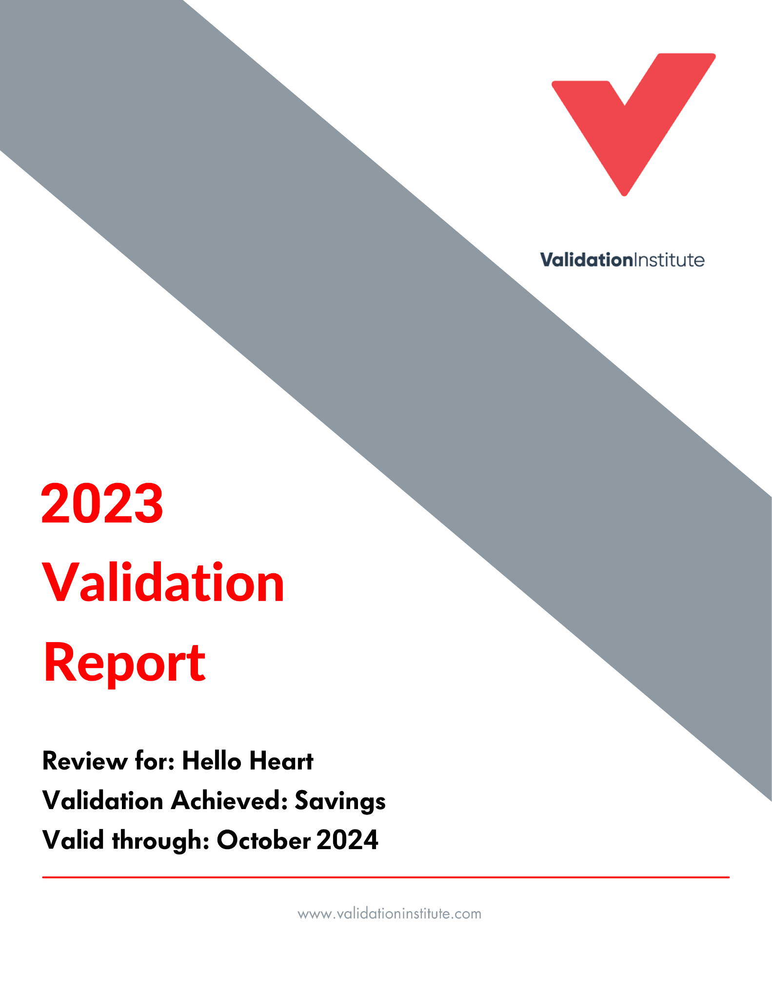 ValidationInstitute
2023
Validation
Report
Review for: Hello Heart
Validation Achieved: Savings
Valid through: October 2024
www.validationinstitute.com